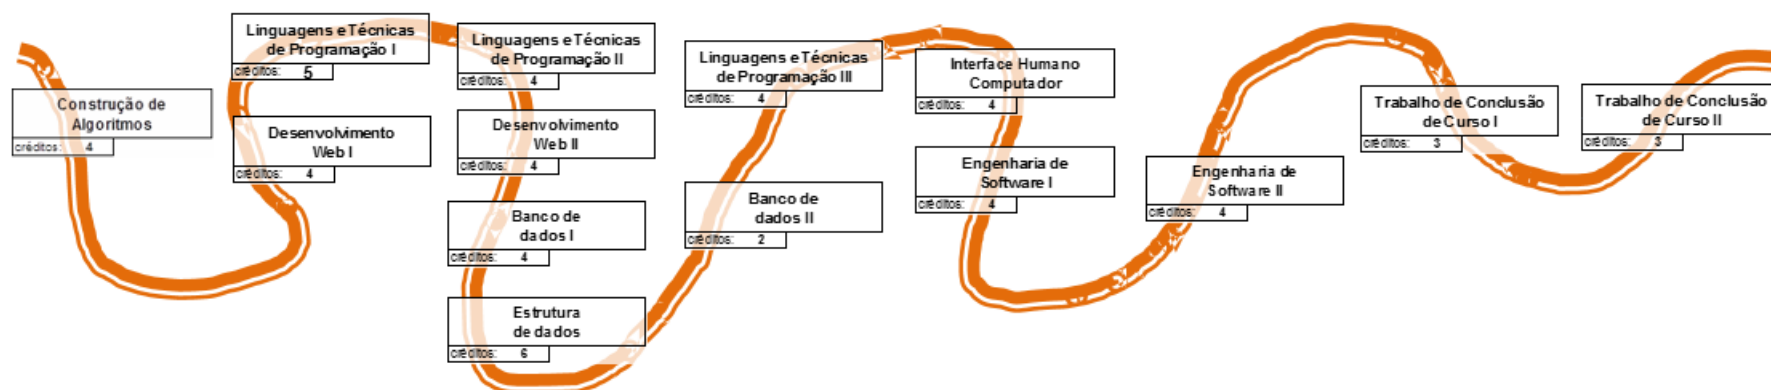 Construção de
Algoritmos
créditos: 4
Linguagens e Técnicas
de Programação I
créditos: 5
Desenvolvimento
Web I
créditos: 4
Linguagens e Técnicas
de Programação II
créditos: 4
Desenvolvimento
Web II
créditos: 4
Banco de
dados I
créditos: 4
Estrutura
de dados
créditos: 6
Linguagens e Técnicas
de Programação III
créditos: 4
Banco de
dados II
créditos: 2
Interface Humano
Computador
créditos: 4
Engenharia de
Software I
créditos: 4
Engenharia de
Software II
créditos: 4
Trabalho de Conclusão
de Curso I
créditos: 3
Trabalho de Conclusão
de Curso II
créditos: 3